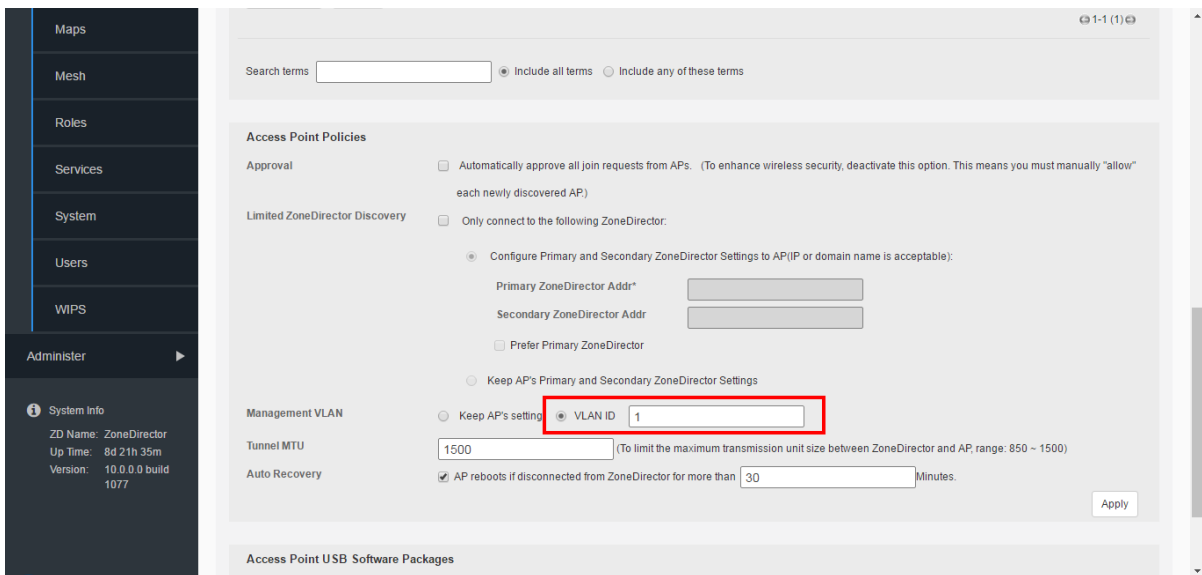 Maps
Mesh
Roles
Services
System
Users
WIPS
Administer
System Info
ZD Name: ZoneDirector
Up Time: 8d 21h 35m
Version: 10.0.0.0 build
1077
1-1 (1)
Search terms Include all terms Include any of these terms
Access Point Policies
Approval Automatically approve all join requests from APs. (To enhance wireless security, deactivate this option. This means you must manually "allow"
each newly discovered AP.)
Limited ZoneDirector Discovery Only connect to the following ZoneDirector:
Configure Primary and Secondary ZoneDirector Settings to AP(IP or domain name is acceptable):
Primary ZoneDirector Addr*
Secondary ZoneDirector Addr
Prefer Primary ZoneDirector
Keep AP's Primary and Secondary ZoneDirector Settings
Management VLAN Keep AP's setting VLAN ID 1
Tunnel MTU 1500 (To limit the maximum transmission unit size between ZoneDirector and AP, range: 850 ~ 1500)
Auto Recovery AP reboots if disconnected from ZoneDirector for more than 30 Minutes.
Apply
Access Point USB Software Packages